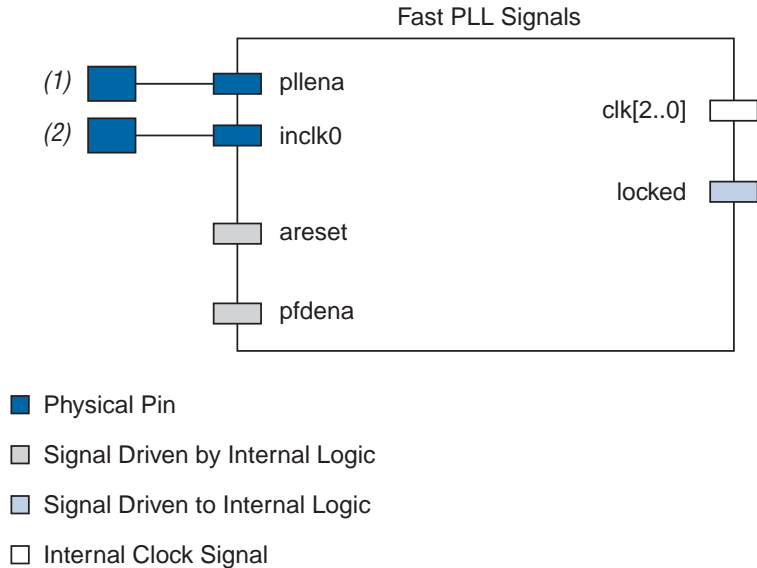 Fast PLL Signals
(1)
pllena
clk[2..0]
(2)
inclk0
locked
areset
pfdena
Physical Pin
Signal Driven by Internal Logic
Signal Driven to Internal Logic
Internal Clock Signal